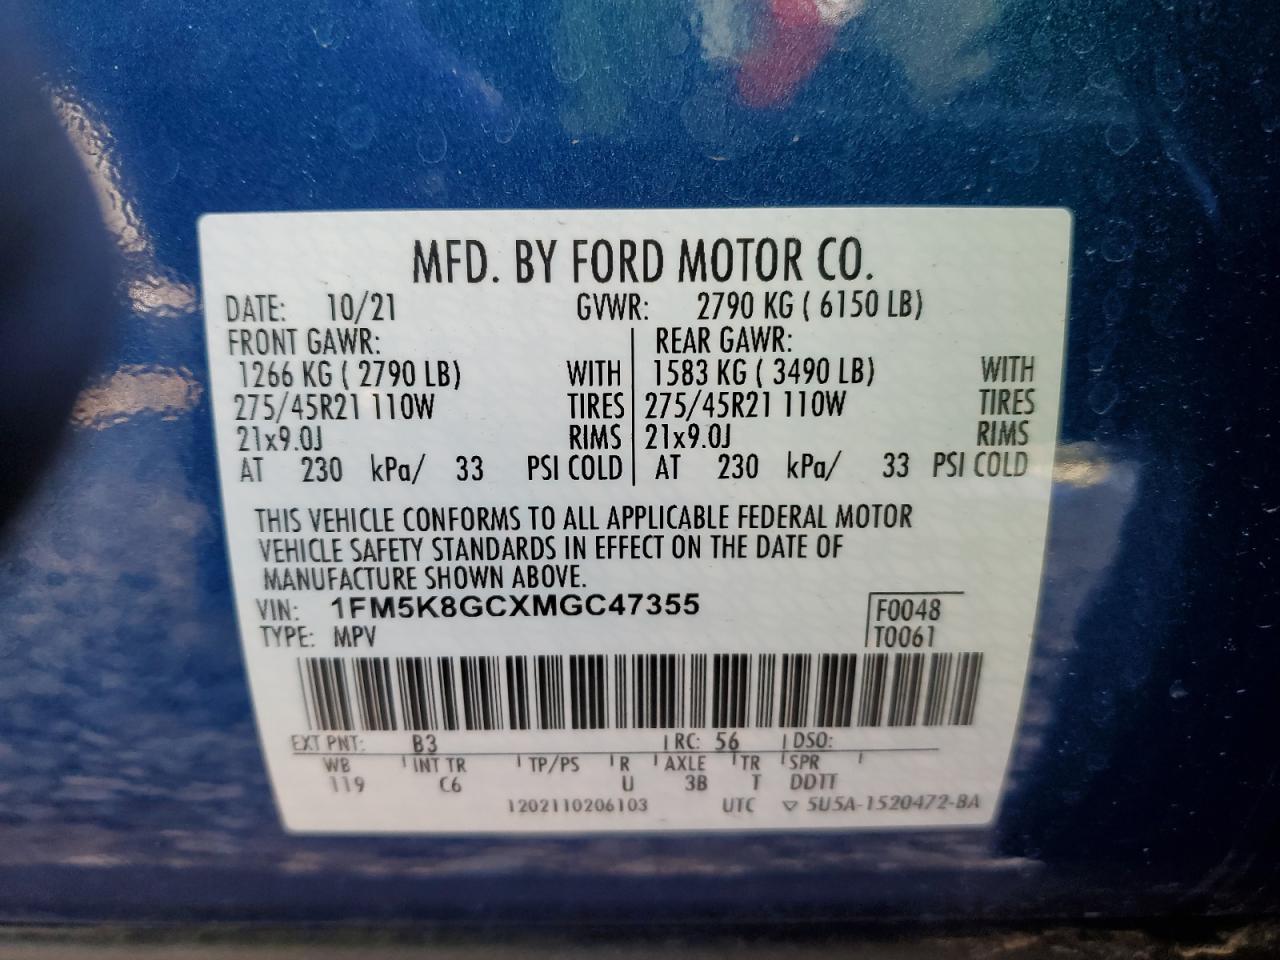 MFD. BY FORD MOTOR CO.
DATE: 10/21 GVWR: 2790 KG ( 6150 LB)
FRONT GAWR: REAR GAWR:
1266 KG ( 2790 LB) WITH 1583 KG ( 3490 LB) WITH
275/45R21 110W TIRES 275/45R21 110W TIRES
21x9.0J RIMS 21x9.0J RIMS
AT 230 kPa/ 33 PSI COLD AT 230 kPa/ 33 PSI COLD
THIS VEHICLE CONFORMS TO ALL APPLICABLE FEDERAL MOTOR
VEHICLE SAFETY STANDARDS IN EFFECT ON THE DATE OF
MANUFACTURE SHOWN ABOVE.
VIN: 1FM5K8GCXMGC47355 F0048
TYPE: MPV T0061
EXT PNT: B3 RC: 56 DSO:
WB INT TR TP/PS R AXLE TR SPR
119 C6 U 3B T DDTT
1202110206103 UTC ▽ 5U5A-1520472-BA